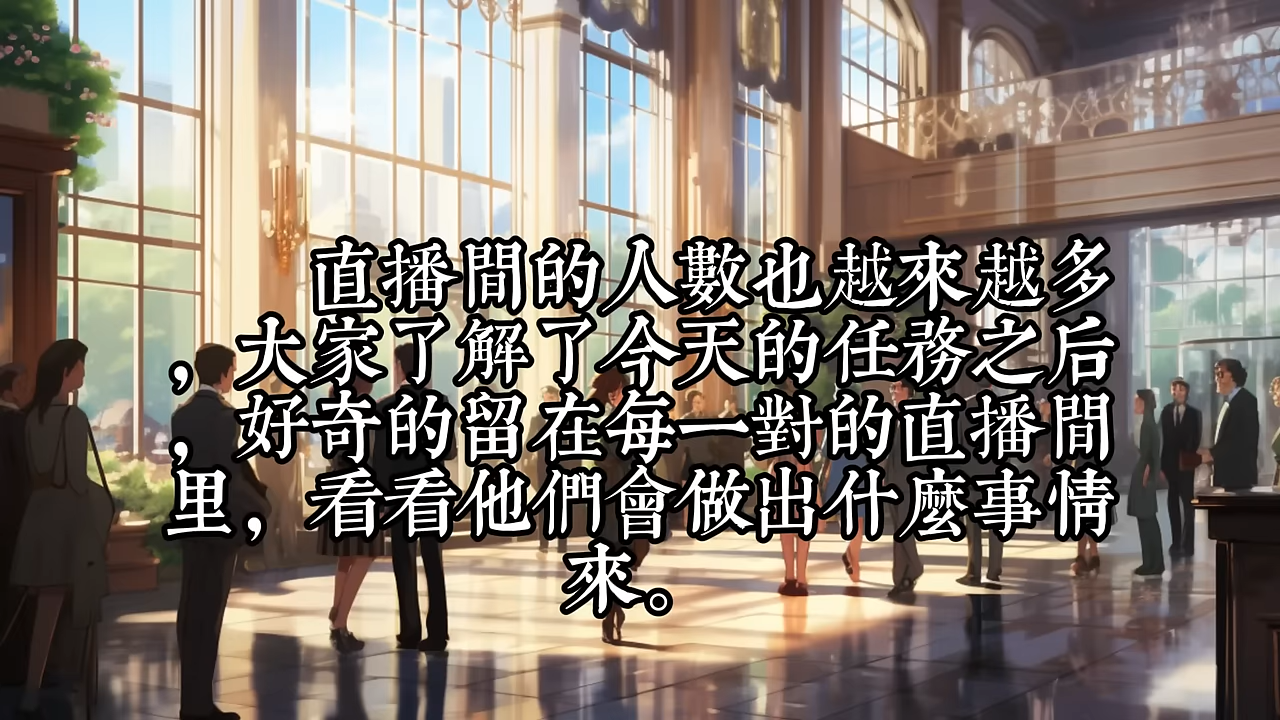 直播間的人數也越來越多
，大家了解了今天的任務之后
，好奇的留在每一對的直播間
里，看看他們會做出什麼事情
來。